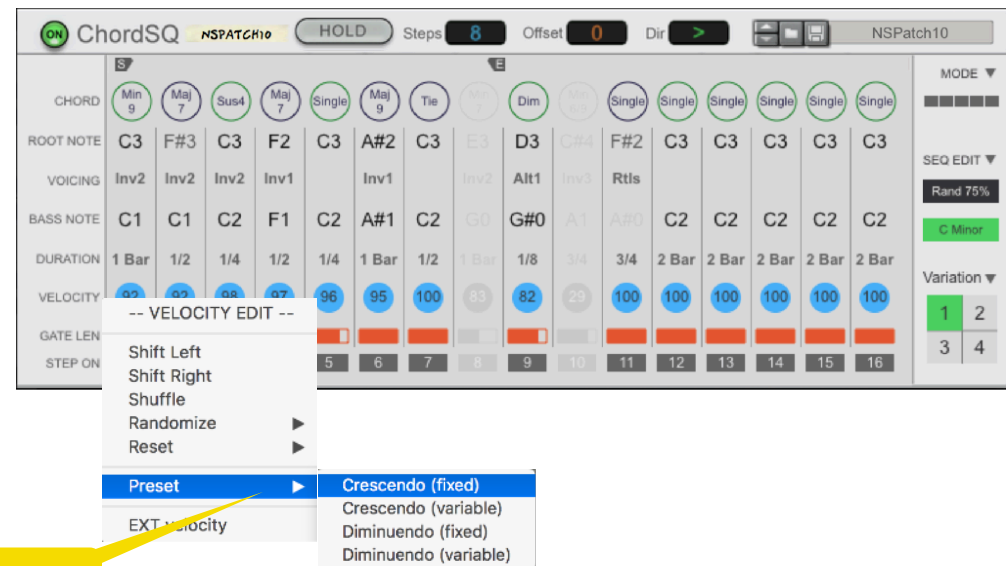 ON ChordSQ NSPATCH10 HOLD Steps 8 Offset 0 Dir > NSPatch10
S E
MODE
CHORD Min 9 Maj 7 Sus4 Maj 7 Single Maj 9 Tie Min 7 Dim Single Single Single Single Single Single
ROOT NOTE C3 F#3 C3 F2 C3 A#2 C3 E3 D3 C#4 F#2 C3 C3 C3 C3 C3
SEQ EDIT
VOICING Inv2 Inv2 Inv2 Inv1 Inv1 Inv2 Alt1 Inv3 Rtls
Rand 75%
BASS NOTE C1 C1 C2 F1 C2 A#1 C2 G0 G#0 A1 A#0 C2 C2 C2 C2 C2
C Minor
DURATION 1 Bar 1/2 1/4 1/2 1/4 1 Bar 1/2 1 Bar 1/8 3/4 3/4 2 Bar 2 Bar 2 Bar 2 Bar 2 Bar
Variation
VELOCITY 92 92 98 97 96 95 100 83 82 29 100 100 100 100 100 100
1 2
GATE LEN
3 4
STEP ON 5 6 7 8 9 10 11 12 13 14 15 16
-- VELOCITY EDIT --
Shift Left
Shift Right
Shuffle
Randomize
Reset
Preset
Crescendo (fixed)
Crescendo (variable)
EXT velocity
Diminuendo (fixed)
Diminuendo (variable)